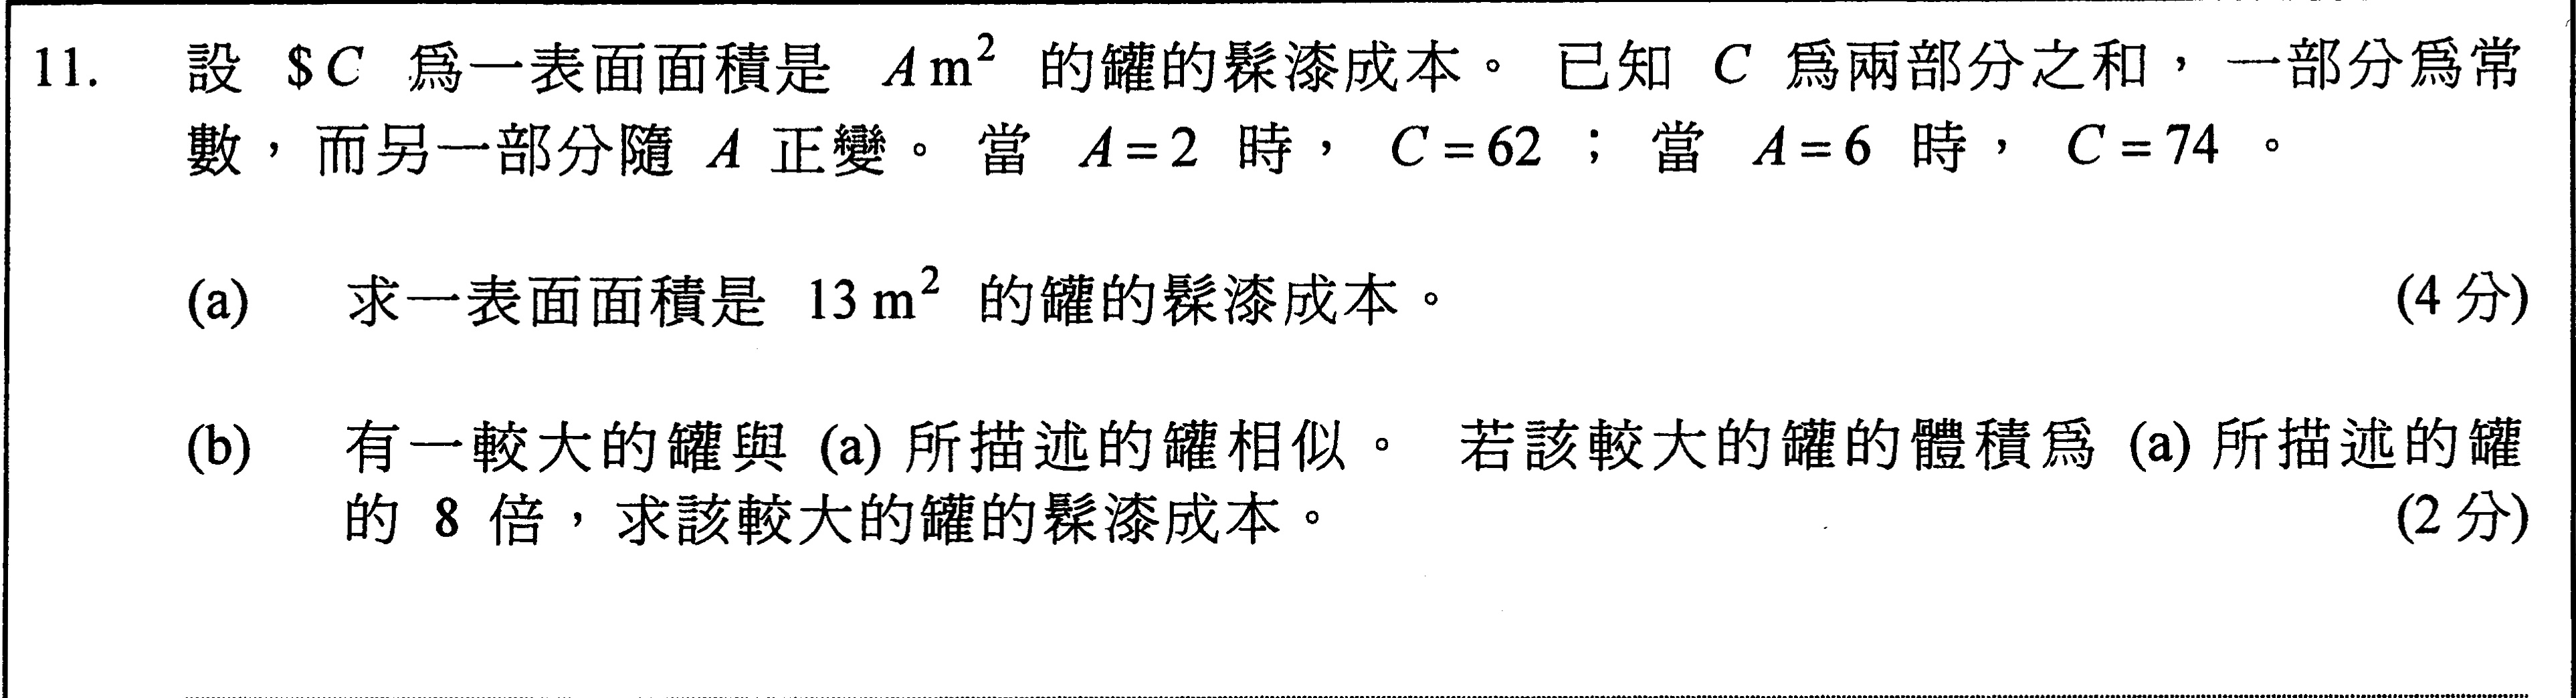 11. 設 $C 爲一表面面積是 A m² 的罐的髹漆成本。 已知 C 爲兩部分之和，一部分爲常
數，而另一部分隨 A 正變。當 A = 2 時， C = 62 ； 當 A = 6 時， C = 74 。
(a) 求一表面面積是 13 m² 的罐的髹漆成本。 (4 分)
(b) 有一較大的罐與 (a) 所描述的罐相似。 若該較大的罐的體積爲 (a) 所描述的罐
的 8 倍，求該較大的罐的髹漆成本。 (2 分)